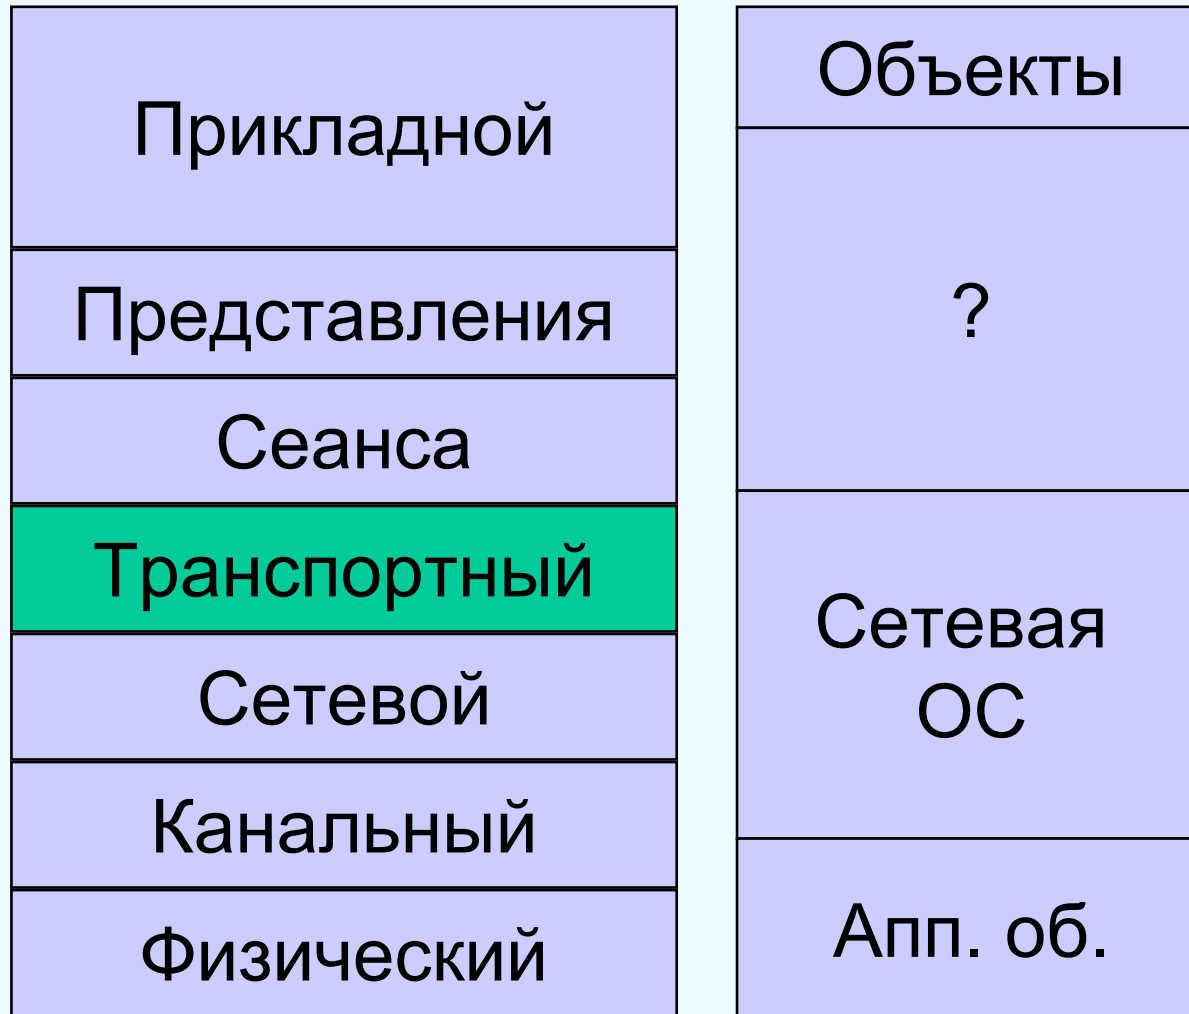 Прикладной
Представления
Сеанса
Транспортный
Сетевой
Канальный
Физический
Объекты
?
Сетевая
ОС
Апп. об.